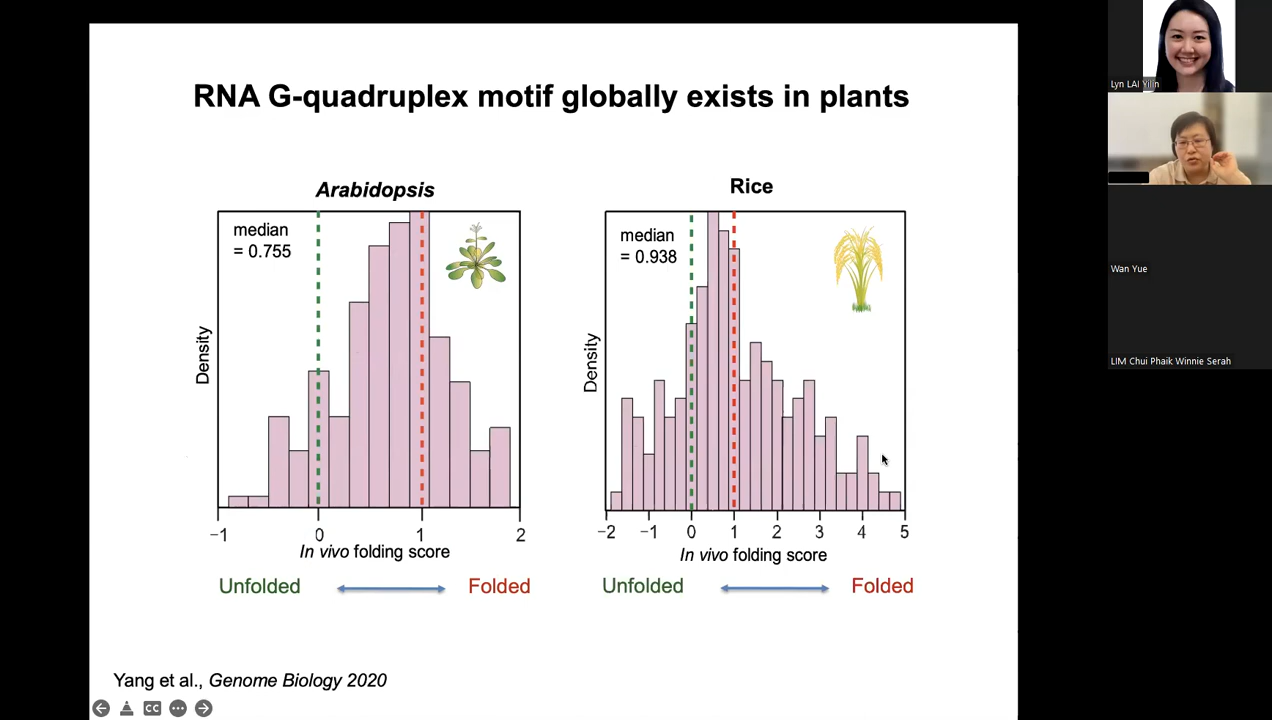 RNA G-quadruplex motif globally exists in plants
Arabidopsis
median
= 0.755
Density
−1
0
1
2
In vivo folding score
Unfolded
Folded
Rice
median
= 0.938
Density
−2
−1
0
1
2
3
4
5
In vivo folding score
Unfolded
Folded
Yang et al., Genome Biology 2020
CC
Lyn LAI Yilin
Wan Yue
LIM Chui Phaik Winnie Serah